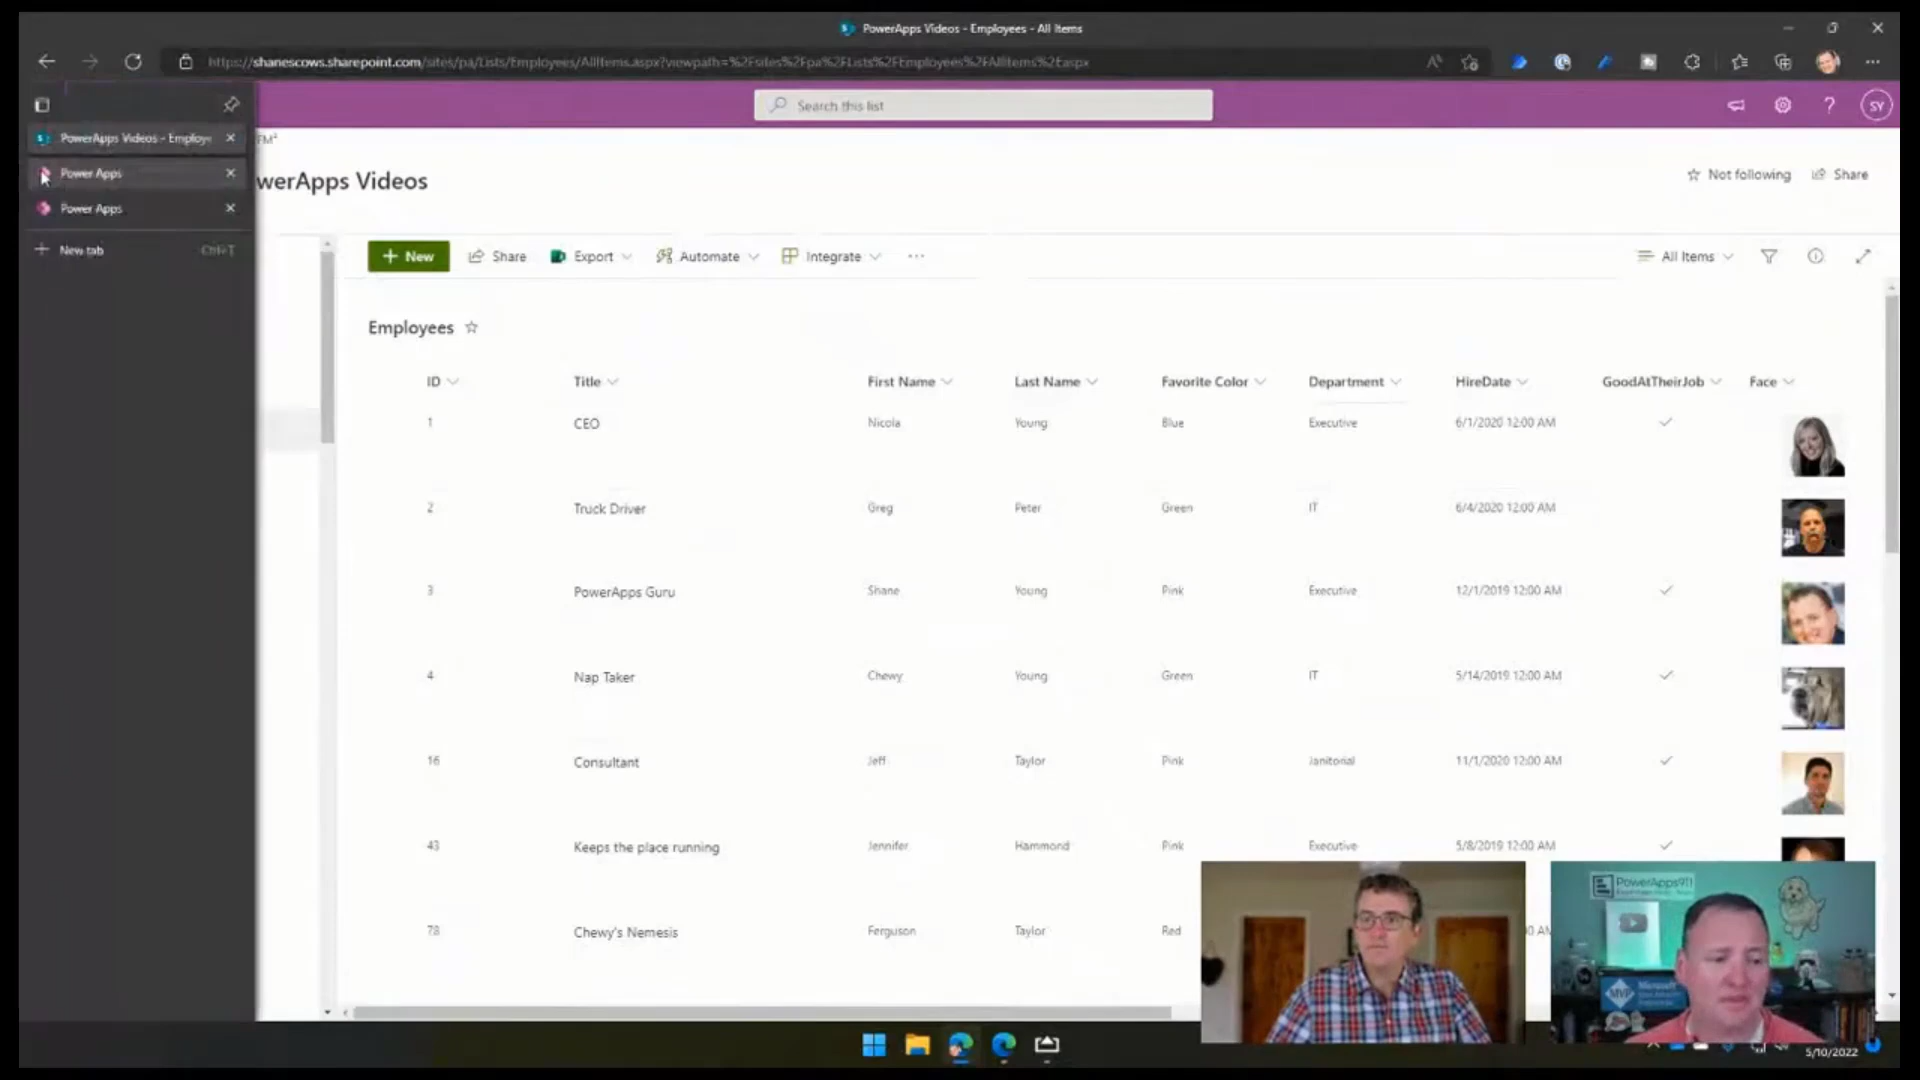 PowerApps Videos - Employees - All Items
https://shanescows.sharepoint.com/sites/pa/Lists/Employees/AllItems.aspx?viewpath=%2Fsites%2Fpa%2FLists%2FEmployees%2FAllItems%2Easpx
Search this list
SY
PowerApps Videos - Employe
FM²
Power Apps
Power Apps
New tab Ctrl+T
werApps Videos
Not following Share
New Share Export Automate Integrate ... All Items
Employees
ID Title First Name Last Name Favorite Color Department HireDate GoodAtTheirJob Face
1 CEO Nicola Young Blue Executive 6/1/2020 12:00 AM
2 Truck Driver Greg Peter Green IT 6/4/2020 12:00 AM
3 PowerApps Guru Shane Young Pink Executive 12/1/2019 12:00 AM
4 Nap Taker Chewy Young Green IT 5/14/2019 12:00 AM
16 Consultant Jeff Taylor Pink Janitorial 11/1/2020 12:00 AM
43 Keeps the place running Jennifer Hammond Pink Executive 5/8/2019 12:00 AM
78 Chewy's Nemesis Ferguson Taylor Red AM
PowerApps911
Microsoft
MVP
5/10/2022